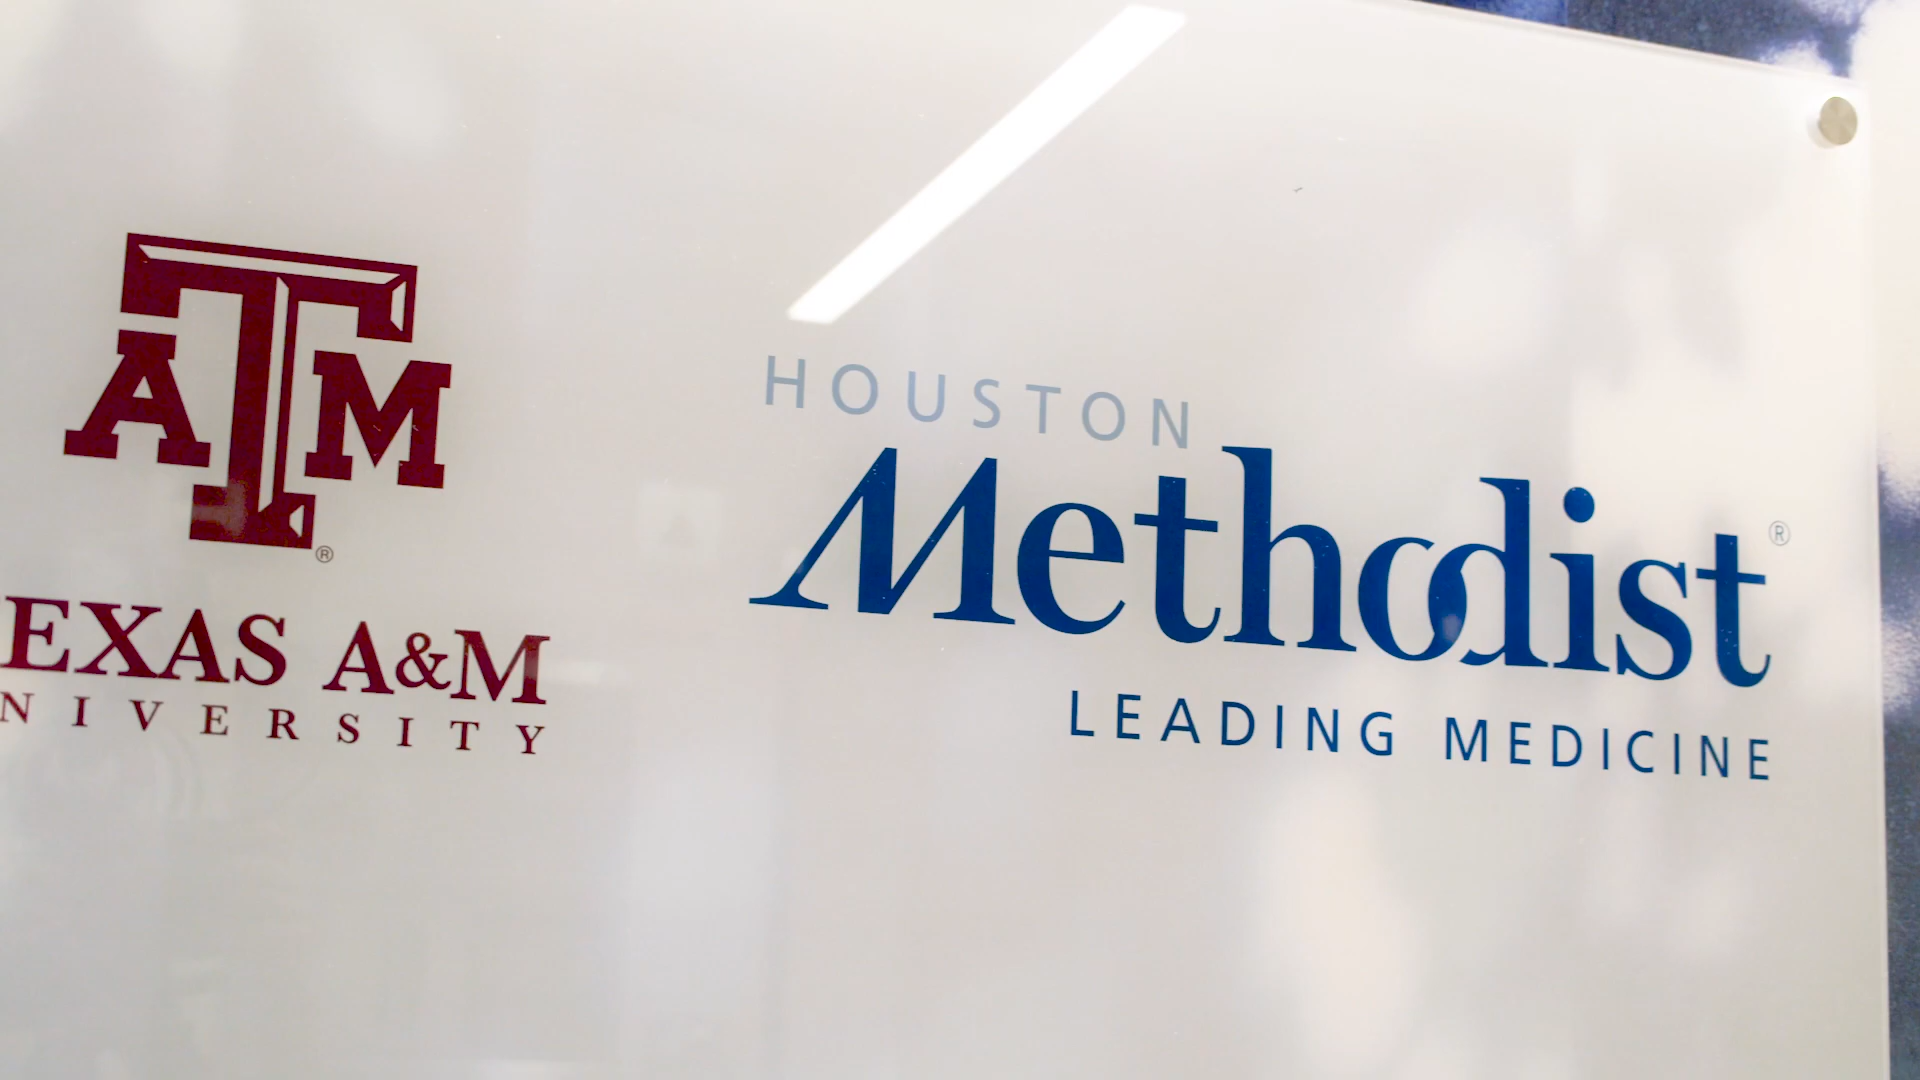 ATM
®
EXAS A&M
NIVERSITY
HOUSTON
Methodist®
LEADING MEDICINE